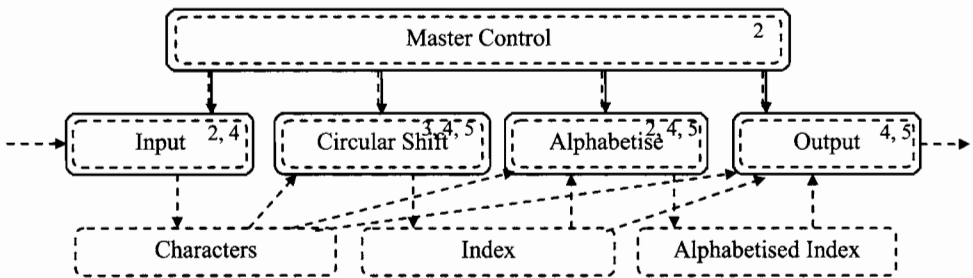 Master Control 2
Input 2, 4
Circular Shift 3, 4, 5
Alphabetise 2, 4, 5
Output 4, 5
Characters
Index
Alphabetised Index